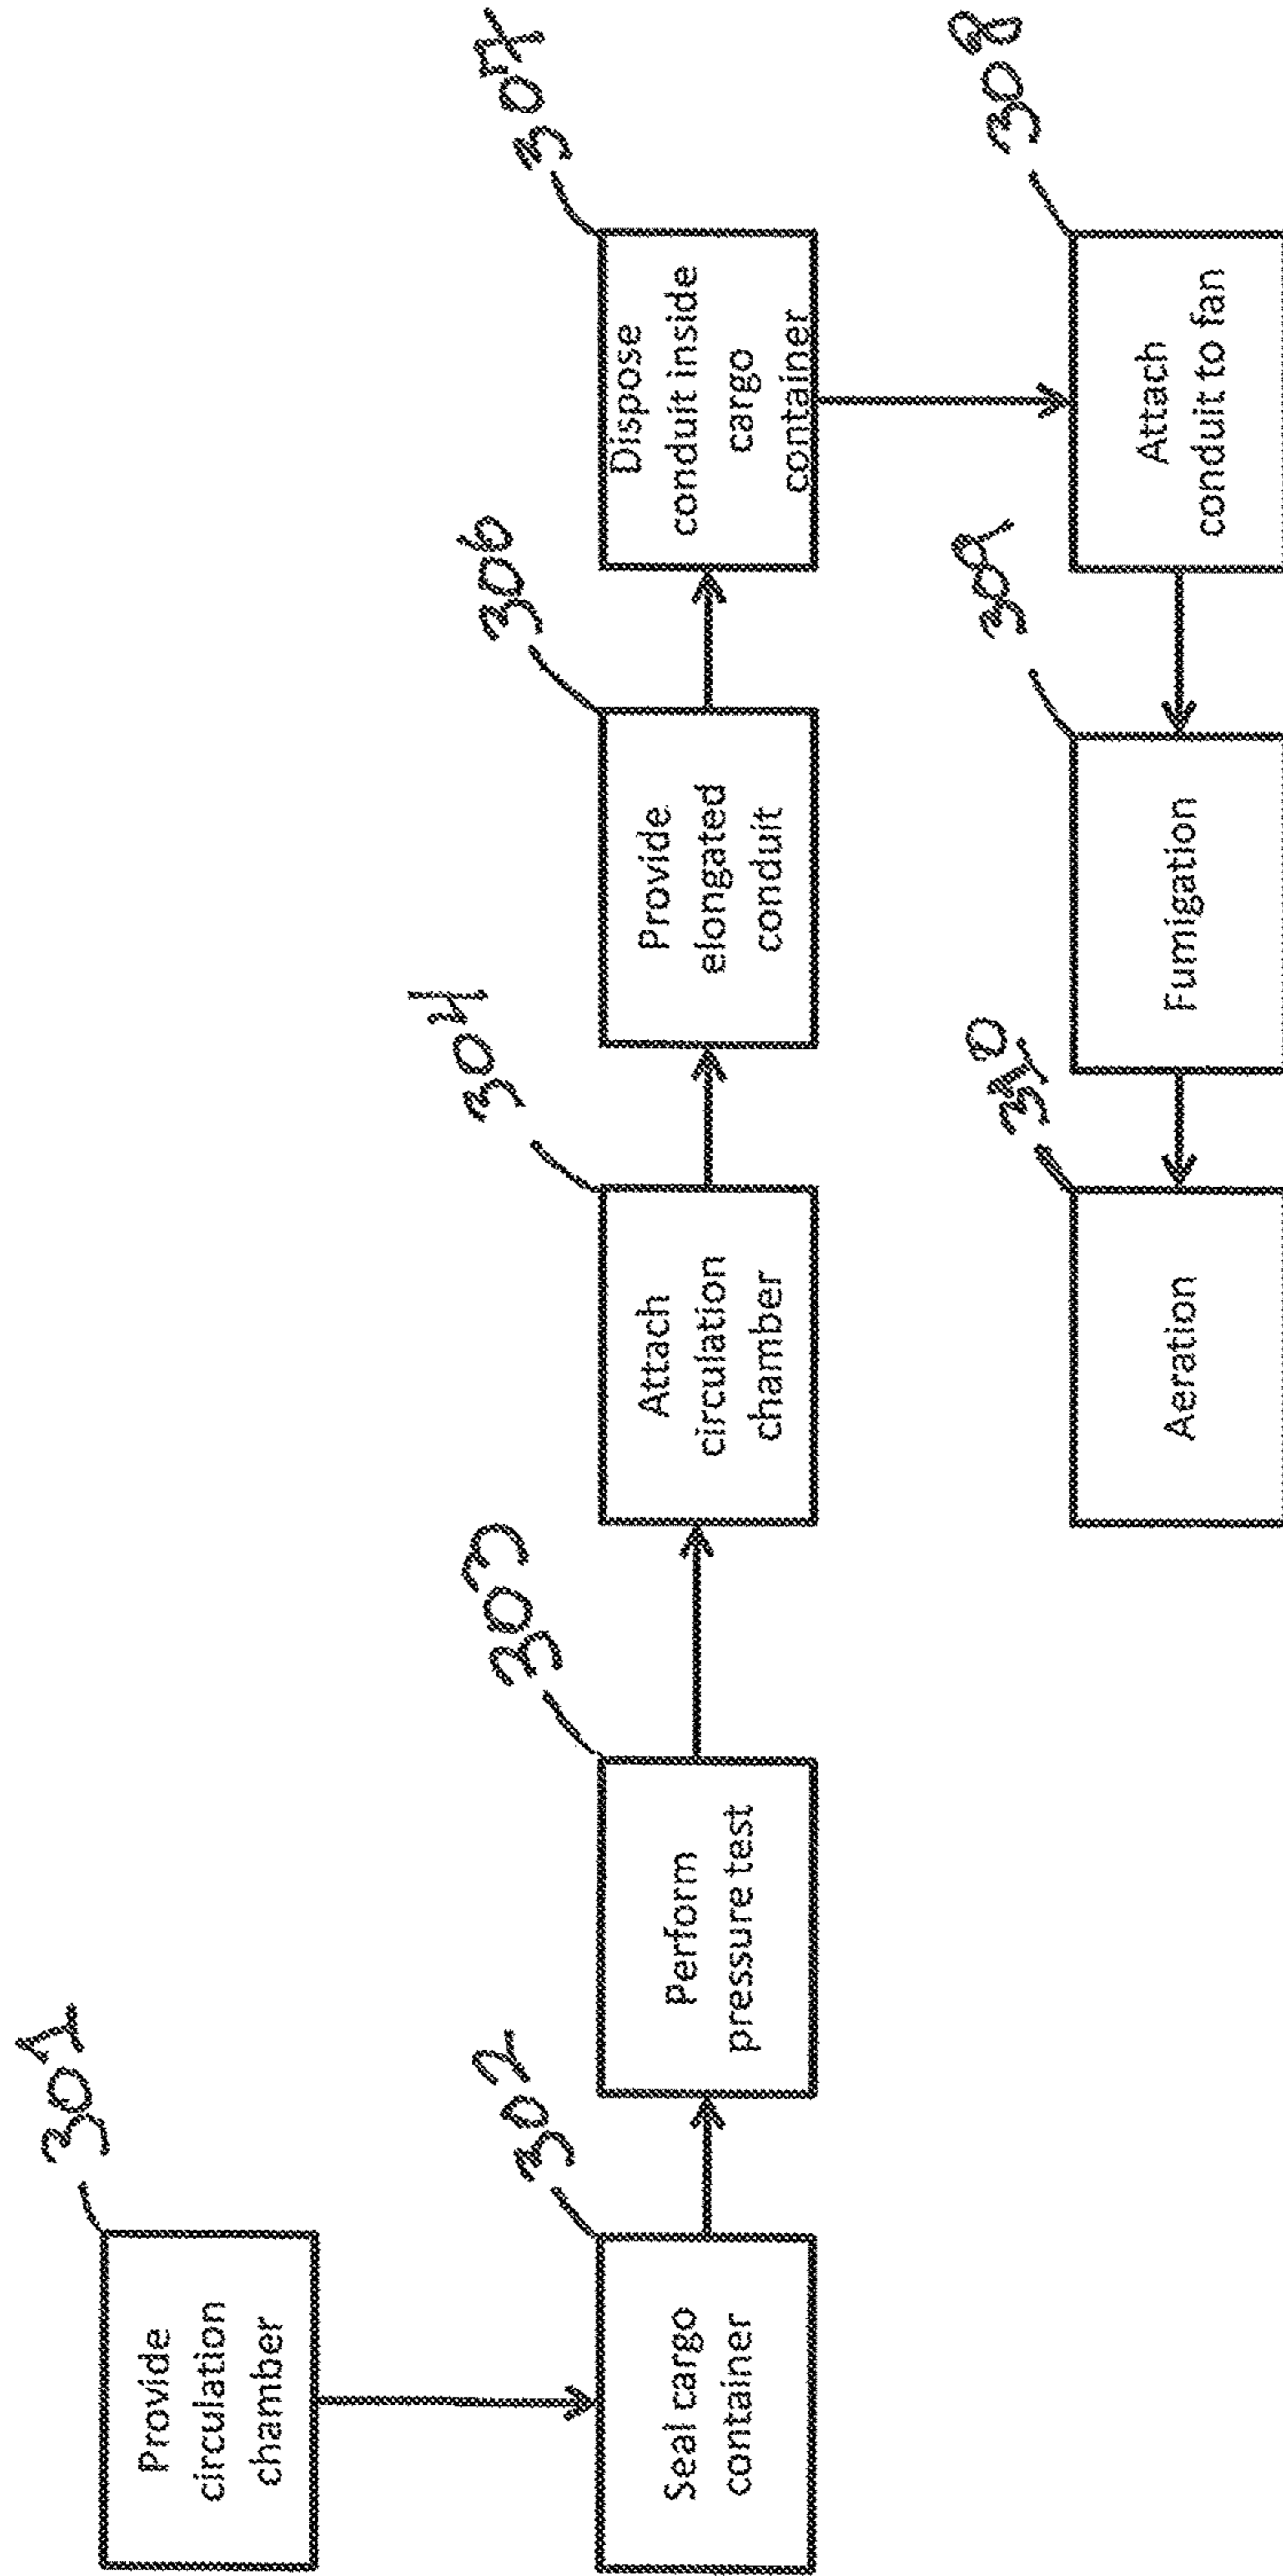 301
Provide
circulation
chamber
302
Seal cargo
container
303
Perform
pressure test
304
Attach
circulation
chamber
306
Provide
elongated
conduit
307
Dispose
conduit inside
cargo
container
308
Attach
conduit to fan
309
Fumigation
310
Aeration